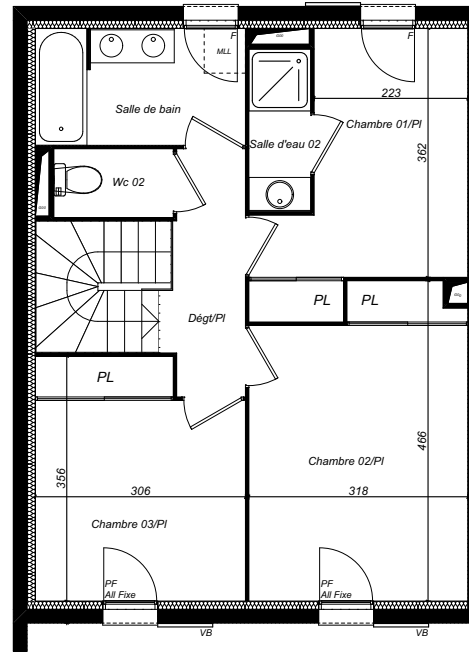 F
F
MLL
223
Salle de bain
Chambre 01/Pl
Salle d'eau 02
362
Wc 02
PL
PL
Dégt/Pl
PL
466
Chambre 02/Pl
356
306
318
Chambre 03/Pl
PF
All Fixe
PF
All Fixe
VB
VB